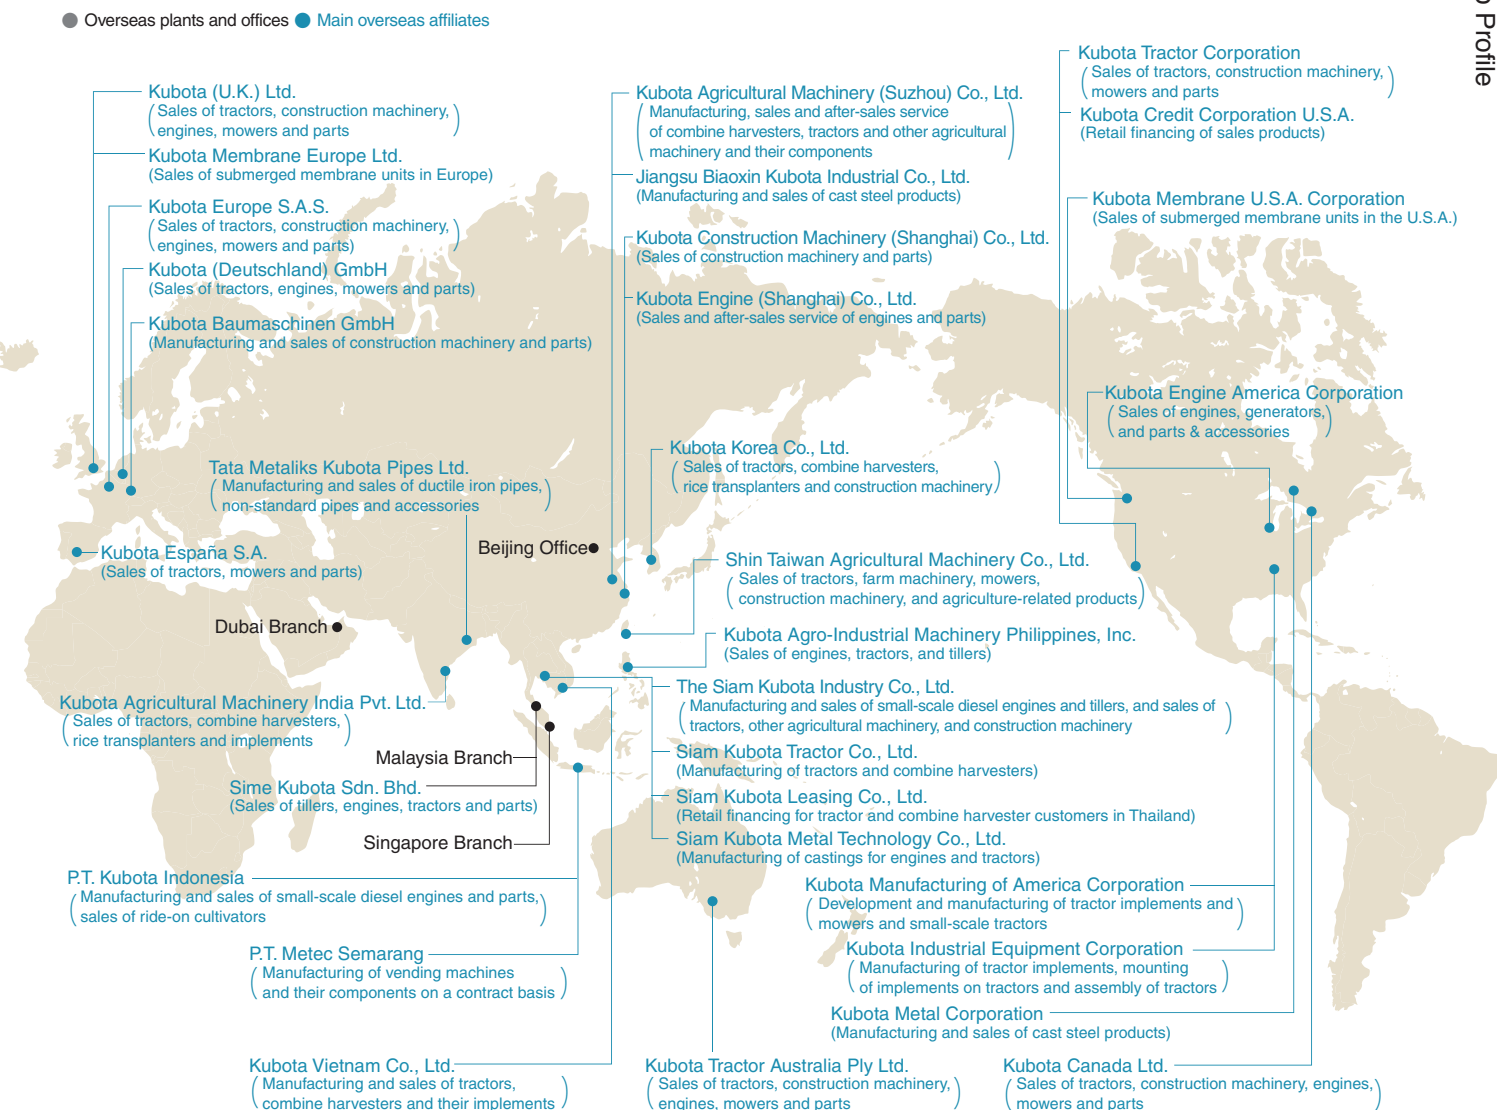 Overseas plants and offices
Main overseas affiliates
Profile
Kubota (U.K.) Ltd.
(Sales of tractors, construction machinery,
engines, mowers and parts)
Kubota Membrane Europe Ltd.
(Sales of submerged membrane units in Europe)
Kubota Europe S.A.S.
(Sales of tractors, construction machinery,
engines, mowers and parts))
Kubota (Deutschland) GmbH
(Sales of tractors, engines, mowers and parts)
Kubota Baumaschinen GmbH
(Manufacturing and sales of construction machinery and parts)
Kubota Agricultural Machinery (Suzhou) Co., Ltd.
(Manufacturing, sales and after-sales service
of combine harvesters, tractors and other agricultural
machinery and their components)
Jiangsu Biaoxin Kubota Industrial Co., Ltd.
(Manufacturing and sales of cast steel products)
Kubota Construction Machinery (Shanghai) Co., Ltd.
(Sales of construction machinery and parts)
Kubota Engine (Shanghai) Co., Ltd.
(Sales and after-sales service of engines and parts)
Kubota Tractor Corporation
(Sales of tractors, construction machinery,
mowers and parts)
Kubota Credit Corporation U.S.A.
(Retail financing of sales products)
Kubota Membrane U.S.A. Corporation
(Sales of submerged membrane units in the U.S.A.)
Kubota Engine America Corporation
(Sales of engines, generators,
and parts & accessories)
Kubota Korea Co., Ltd.
(Sales of tractors, combine harvesters,
rice transplanters and construction machinery)
Tata Metaliks Kubota Pipes Ltd.
(Manufacturing and sales of ductile iron pipes,
non-standard pipes and accessories)
Beijing Office
Kubota España S.A.
(Sales of tractors, mowers and parts)
Dubai Branch
Shin Taiwan Agricultural Machinery Co., Ltd.
(Sales of tractors, farm machinery, mowers,
construction machinery, and agriculture-related products)
Kubota Agro-Industrial Machinery Philippines, Inc.
(Sales of engines, tractors, and tillers)
Kubota Agricultural Machinery India Pvt. Ltd.
(Sales of tractors, combine harvesters,
rice transplanters and implements)
The Siam Kubota Industry Co., Ltd.
(Manufacturing and sales of small-scale diesel engines and tillers, and sales of
tractors, other agricultural machinery, and construction machinery)
Malaysia Branch
Siam Kubota Tractor Co., Ltd.
(Manufacturing of tractors and combine harvesters)
Sime Kubota Sdn. Bhd.
(Sales of tillers, engines, tractors and parts)
Siam Kubota Leasing Co., Ltd.
(Retail financing for tractor and combine harvester customers in Thailand)
Singapore Branch
Siam Kubota Metal Technology Co., Ltd.
(Manufacturing of castings for engines and tractors)
P.T. Kubota Indonesia
(Manufacturing and sales of small-scale diesel engines and parts,
sales of ride-on cultivators)
Kubota Manufacturing of America Corporation
(Development and manufacturing of tractor implements and
mowers and small-scale tractors)
P.T. Metec Semarang
(Manufacturing of vending machines
and their components on a contract basis)
Kubota Industrial Equipment Corporation
(Manufacturing of tractor implements, mounting
of implements on tractors and assembly of tractors)
Kubota Metal Corporation
(Manufacturing and sales of cast steel products)
Kubota Vietnam Co., Ltd.
(Manufacturing and sales of tractors,
combine harvesters and their implements)
Kubota Tractor Australia Ply Ltd.
(Sales of tractors, construction machinery,
engines, mowers and parts)
Kubota Canada Ltd.
(Sales of tractors, construction machinery, engines,
mowers and parts)